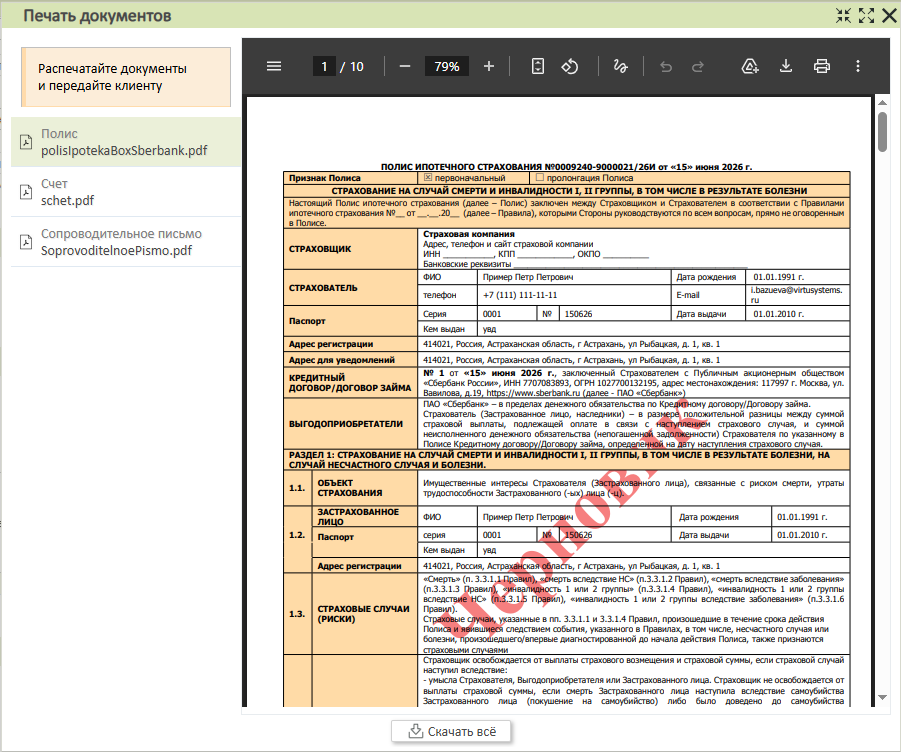 Печать документов
Распечатайте документы
и передайте клиенту
Полис
polisIpotekaBoxSberbank.pdf
Счет
schet.pdf
Сопроводительное письмо
SoprovoditelnoePismo.pdf
1 / 10
79%
ПОЛИС ИПОТЕЧНОГО СТРАХОВАНИЯ №0009240-9000021/26И от «15» июня 2026 г.
Признак Полиса ☒ первоначальный ☐ пролонгация Полиса
СТРАХОВАНИЕ НА СЛУЧАЙ СМЕРТИ И ИНВАЛИДНОСТИ I, II ГРУППЫ, В ТОМ ЧИСЛЕ В РЕЗУЛЬТАТЕ БОЛЕЗНИ
Настоящий Полис ипотечного страхования (далее – Полис) заключен между Страховщиком и Страхователем в соответствии с Правилами
ипотечного страхования №__ от __.__.20__ (далее – Правила), которыми Стороны руководствуются по всем вопросам, прямо не оговоренным
в Полисе.
СТРАХОВЩИК
Страховая компания
Адрес, телефон и сайт страховой компании
ИНН __________, КПП __________, ОКПО __________
Банковские реквизиты __________
СТРАХОВАТЕЛЬ
ФИО Пример Петр Петрович Дата рождения 01.01.1991 г.
телефон +7 (111) 111-11-11 E-mail i.bazueva@virtusystems.
ru
Паспорт
Серия 0001 № 150626 Дата выдачи 01.01.2010 г.
Кем выдан увд
Адрес регистрации 414021, Россия, Астраханская область, г Астрахань, ул Рыбацкая, д. 1, кв. 1
Адрес для уведомлений 414021, Россия, Астраханская область, г Астрахань, ул Рыбацкая, д. 1, кв. 1
КРЕДИТНЫЙ
ДОГОВОР/ДОГОВОР ЗАЙМА
№ 1 от «15» июня 2026 г., заключенный Страхователем с Публичным акционерным обществом
«Сбербанк России», ИНН 7707083893, ОГРН 1027700132195, адрес местонахождения: 117997 г. Москва, ул.
Вавилова, д.19, https://www.sberbank.ru (далее - ПАО «Сбербанк»)
ВЫГОДОПРИОБРЕТАТЕЛИ
ПАО «Сбербанк» – в пределах денежного обязательства по Кредитному договору/Договору займа.
Страхователь (Застрахованное лицо, наследники) – в размере положительной разницы между суммой
страховой выплаты, подлежащей оплате в связи с наступлением страхового случая, и суммой
неисполненного денежного обязательства (непогашенной задолженности) Страхователя по указанному в
Полисе Кредитному договору/Договору займа, определенной на дату наступления страхового случая.
РАЗДЕЛ 1: СТРАХОВАНИЕ НА СЛУЧАЙ СМЕРТИ И ИНВАЛИДНОСТИ I, II ГРУППЫ, В ТОМ ЧИСЛЕ В РЕЗУЛЬТАТЕ БОЛЕЗНИ, НА
СЛУЧАЙ НЕСЧАСТНОГО СЛУЧАЯ И БОЛЕЗНИ.
1.1. ОБЪЕКТ
СТРАХОВАНИЯ
Имущественные интересы Страхователя (Застрахованного лица), связанные с риском смерти, утраты
трудоспособности Застрахованного (-ых) лица (-ц).
1.2. ЗАСТРАХОВАННОЕ
ЛИЦО
ФИО Пример Петр Петрович Дата рождения 01.01.1991 г.
Паспорт серия 0001 № 150626 Дата выдачи 01.01.2010 г.
Кем выдан увд
Адрес регистрации 414021, Россия, Астраханская область, г Астрахань, ул Рыбацкая, д. 1, кв. 1
1.3. СТРАХОВЫЕ СЛУЧАИ
(РИСКИ)
«Смерть» (п. 3.3.1.1 Правил), «смерть вследствие НС» (п.3.3.1.2 Правил), «смерть вследствие заболевания»
(п.3.3.1.3 Правил), «инвалидность 1 или 2 группы» (п.3.3.1.4 Правил), «инвалидность 1 или 2 группы
вследствие НС» (п.3.3.1.5 Правил), «инвалидность 1 или 2 группы вследствие заболевания» (п.3.3.1.6
Правил).
Страховые случаи, указанные в пп. 3.3.1.1 и 3.3.1.4 Правил, произошедшие в течение срока действия
Полиса и явившиеся следствием события, указанного в Правилах, в том числе, несчастного случая или
болезни, произошедшего/впервые диагностированной до начала действия Полиса, также признаются
страховыми случаями
Страховщик освобождается от выплаты страхового возмещения и страховой суммы, если страховой случай
наступил вследствие:
- умысла Страхователя, Выгодоприобретателя или Застрахованного лица. Страховщик не освобождается от
выплаты страховой суммы, если смерть Застрахованного лица наступила вследствие самоубийства
Застрахованного лица (покушение на самоубийство) либо было доведено до самоубийства
Черновик
Скачать всё